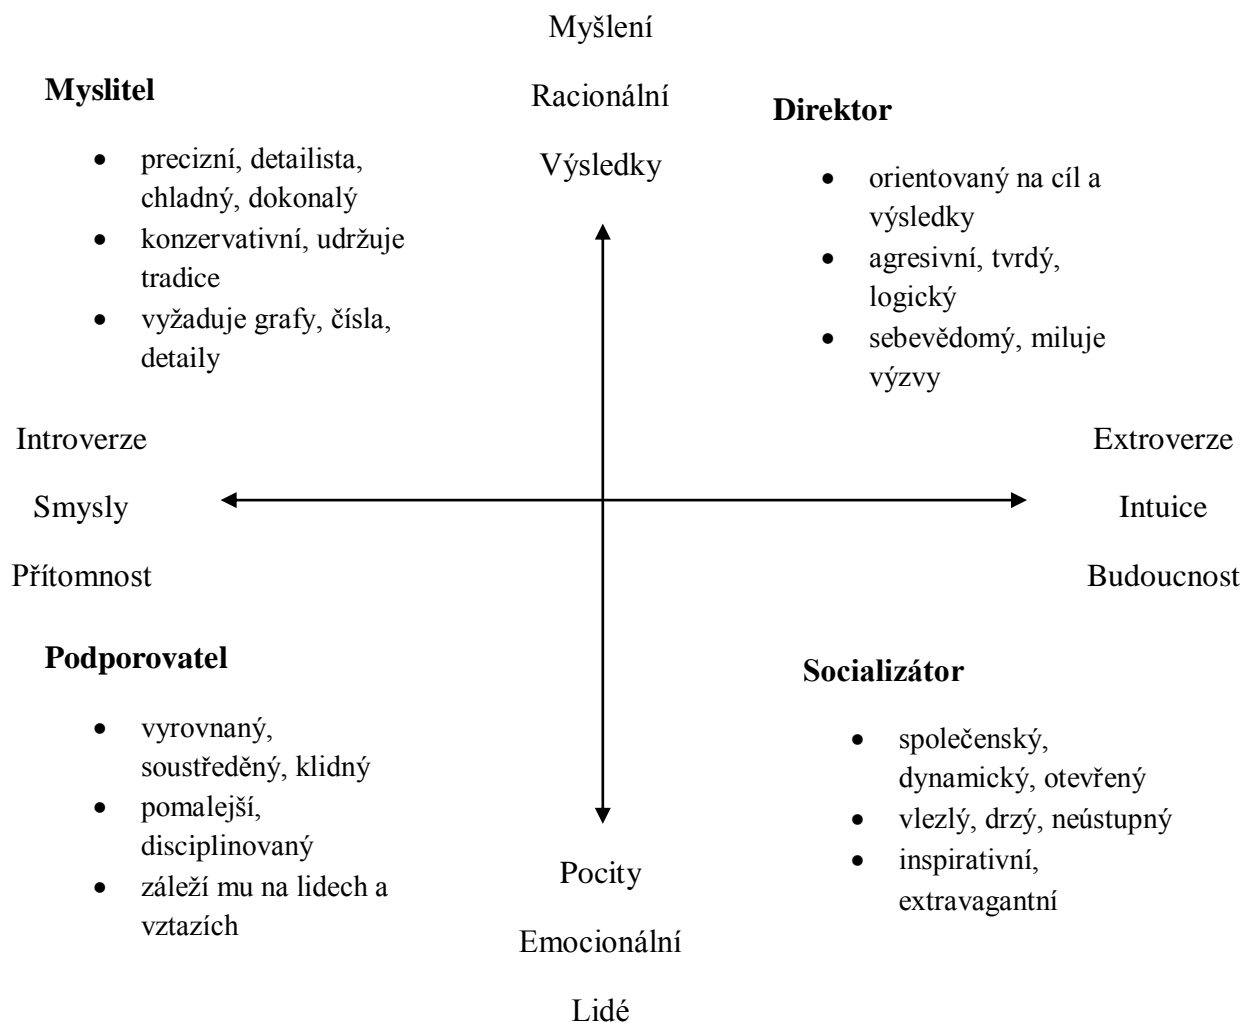 Myšlení
Racionální
Výsledky
Myslitel
• precizní, detailista,
chladný, dokonalý
• konzervativní, udržuje
tradice
• vyžaduje grafy, čísla,
detaily
Direktor
• orientovaný na cíl a
výsledky
• agresivní, tvrdý,
logický
• sebevědomý, miluje
výzvy
Introverze
Smysly
Přítomnost
Extroverze
Intuice
Budoucnost
Podporovatel
• vyrovnaný,
soustředěný, klidný
• pomalejší,
disciplinovaný
• záleží mu na lidech a
vztazích
Socializátor
• společenský,
dynamický, otevřený
• vlezlý, drzý, neústupný
• inspirativní,
extravagantní
Pocity
Emocionální
Lidé